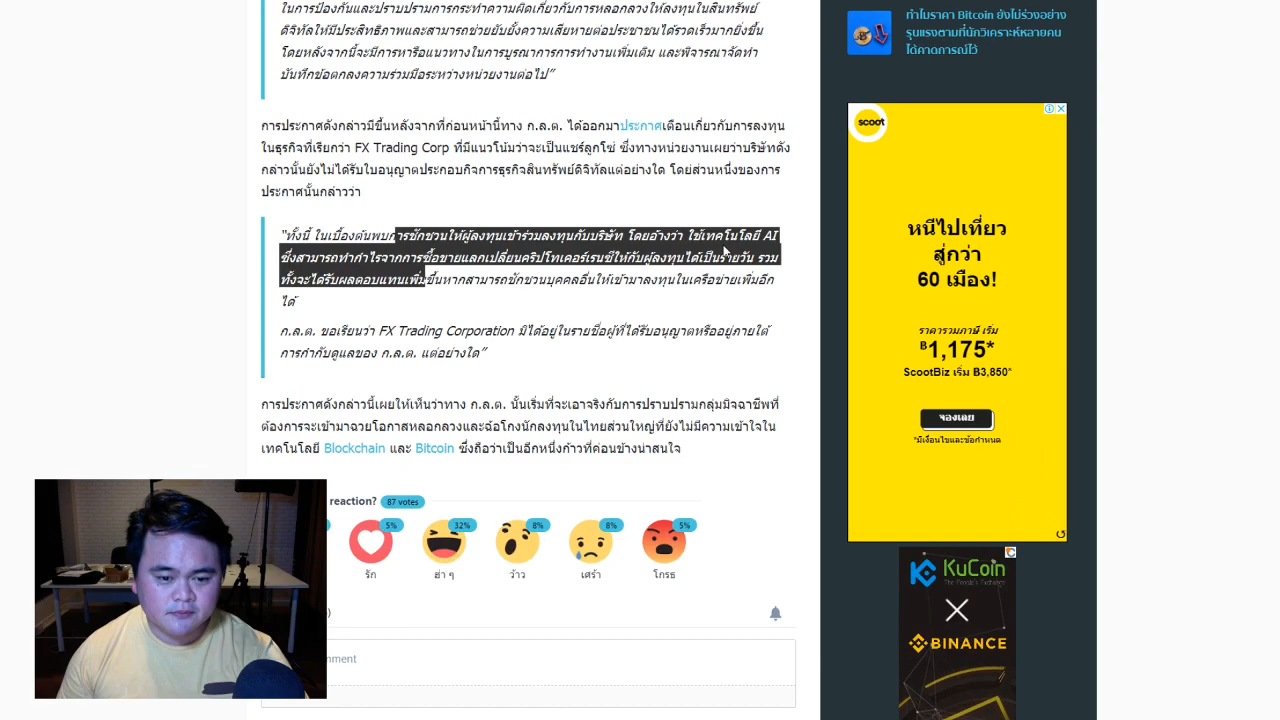 ในการป้องกันและปราบปรามการกระทำความผิดเกี่ยวกับการหลอกลวงให้ลงทุนในสินทรัพย์
ดิจิทัลให้มีประสิทธิภาพและสามารถช่วยยับยั้งความเสียหายต่อประชาชนได้รวดเร็วมากยิ่งขึ้น
โดยหลังจากนี้จะมีการหารือแนวทางในการบูรณาการการทำงานเพิ่มเติม และพิจารณาจัดทำ
บันทึกข้อตกลงความร่วมมือระหว่างหน่วยงานต่อไป”
การประกาศดังกล่าวมีขึ้นหลังจากที่ก่อนหน้านี้ทาง ก.ล.ต. ได้ออกมาประกาศเตือนเกี่ยวกับการลงทุน
ในธุรกิจที่เรียกว่า FX Trading Corp ที่มีแนวโน้มว่าจะเป็นแชร์ลูกโซ่ ซึ่งทางหน่วยงานเผยว่าบริษัทดัง
กล่าวนั้นยังไม่ได้รับใบอนุญาตประกอบกิจการธุรกิจสินทรัพย์ดิจิทัลแต่อย่างใด โดยส่วนหนึ่งของการ
ประกาศนั้นกล่าวว่า
“ทั้งนี้ ในเบื้องต้นพบการชักชวนให้ผู้ลงทุนเข้าร่วมลงทุนกับบริษัท โดยอ้างว่า ใช้เทคโนโลยี AI
ซึ่งสามารถทำกำไรจากการซื้อขายแลกเปลี่ยนคริปโทเคอร์เรนซีให้กับผู้ลงทุนได้เป็นรายวัน รวม
ทั้งจะได้รับผลตอบแทนเพิ่มขึ้นหากสามารถชักชวนบุคคลอื่นให้เข้ามาลงทุนในเครือข่ายเพิ่มอีก
ได้
ก.ล.ต. ขอเรียนว่า FX Trading Corporation มิได้อยู่ในรายชื่อผู้ที่ได้รับอนุญาตหรืออยู่ภายใต้
การกำกับดูแลของ ก.ล.ต. แต่อย่างใด”
การประกาศดังกล่าวนี้เผยให้เห็นว่าทาง ก.ล.ต. นั้นเริ่มที่จะเอาจริงกับการปราบปรามกลุ่มมิจฉาชีพที่
ต้องการจะเข้ามาฉวยโอกาสหลอกลวงและฉ้อโกงนักลงทุนในไทยส่วนใหญ่ที่ยังไม่มีความเข้าใจใน
เทคโนโลยี Blockchain และ Bitcoin ซึ่งถือว่าเป็นอีกหนึ่งก้าวที่ค่อนข้างน่าสนใจ
reaction? 87 votes
5% 32% 8% 8% 5%
รัก ฮ่า ๆ ว้าว เศร้า โกรธ
)
mment
ทำไมราคา Bitcoin ยังไม่ร่วงอย่าง
รุนแรงตามที่นักวิเคราะห์หลายคน
ได้คาดการณ์ไว้
scoot
หนีไปเที่ยว
สู่กว่า
60 เมือง!
ราคารวมภาษี เริ่ม
฿1,175*
ScootBiz เริ่ม ฿3,850*
จองเลย
*มีเงื่อนไขและข้อกำหนด
KuCoin
The People's Exchange
BINANCE